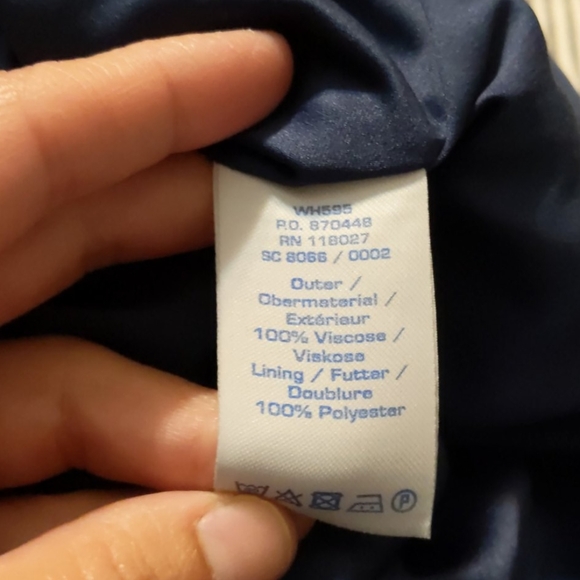 WH595
P.O. 870448
RN 118027
SC 8066 / 0002
Outer /
Obermaterial /
Extérieur
100% Viscose /
Viskose
Lining / Futter /
Doublure
100% Polyester
P